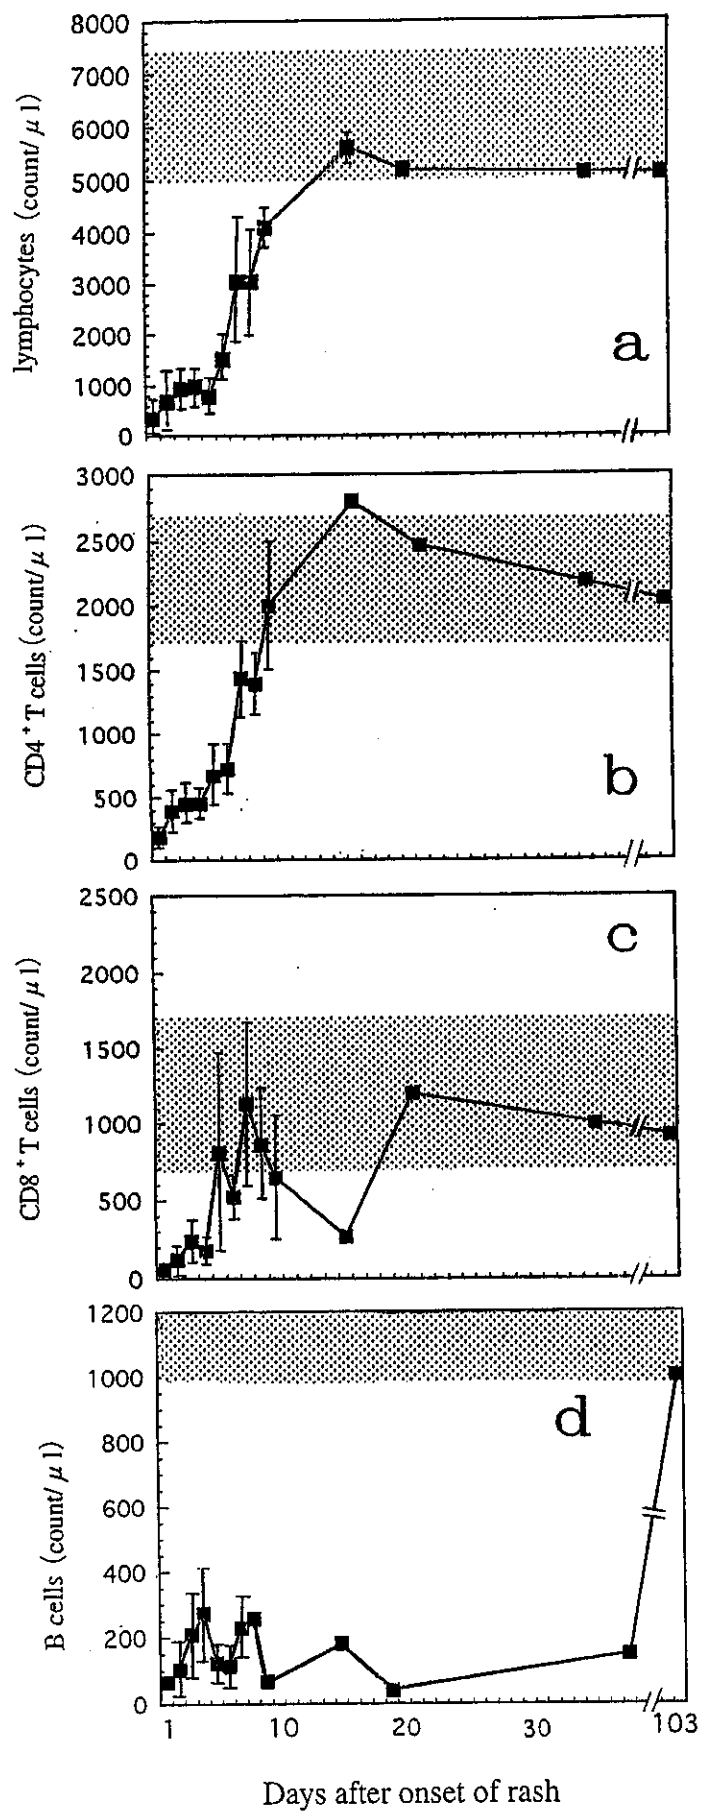 8000
7000
6000
5000
4000
3000
2000
1000
0
lymphocytes (count/μl)
a
3000
2500
2000
1500
1000
500
0
CD4⁺T cells (count/μl)
b
2500
2000
1500
1000
500
0
CD8⁺T cells (count/μl)
c
1200
1000
800
600
400
200
0
B cells (count/μl)
d
1 10 20 30 103
Days after onset of rash